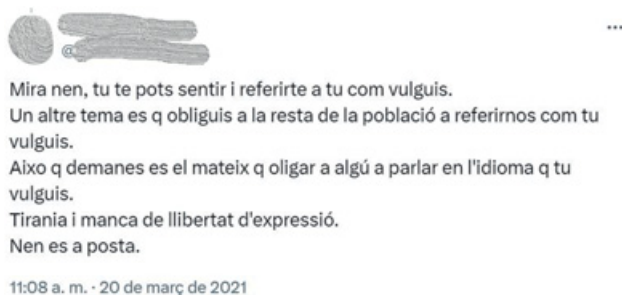 @
...
Mira nen, tu te pots sentir i referirte a tu com vulguis.
Un altre tema es q obliguis a la resta de la població a referirnos com tu
vulguis.
Aixo q demanes es el mateix q oligar a algú a parlar en l'idioma q tu
vulguis.
Tirania i manca de llibertat d'expressió.
Nen es a posta.
11:08 a. m. · 20 de març de 2021